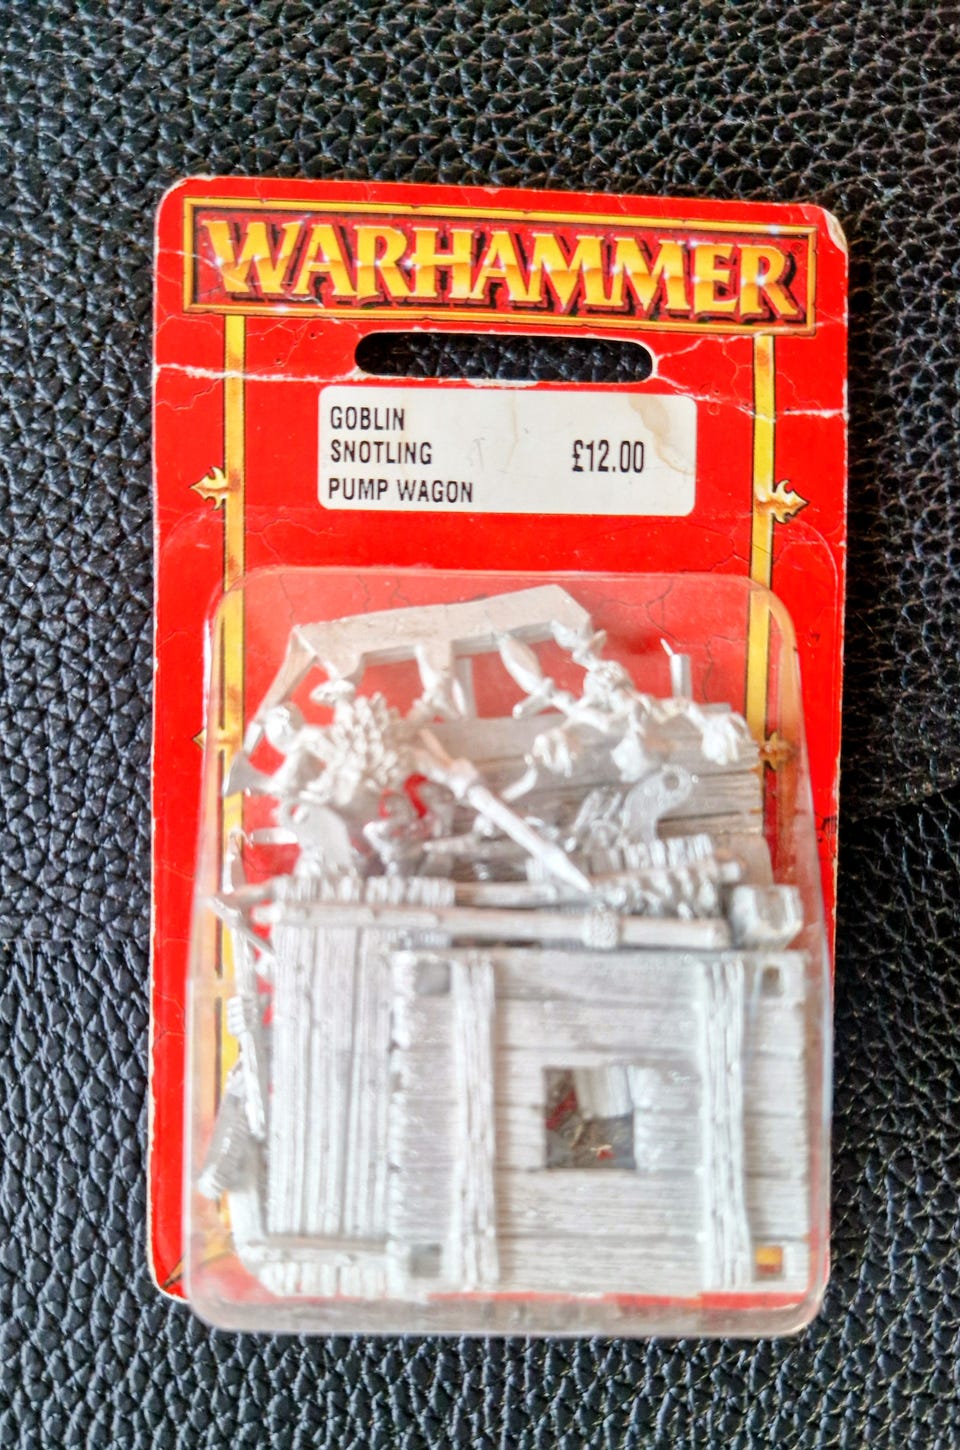 WARHAMMER
GOBLIN
SNOTLING £12.00
PUMP WAGON